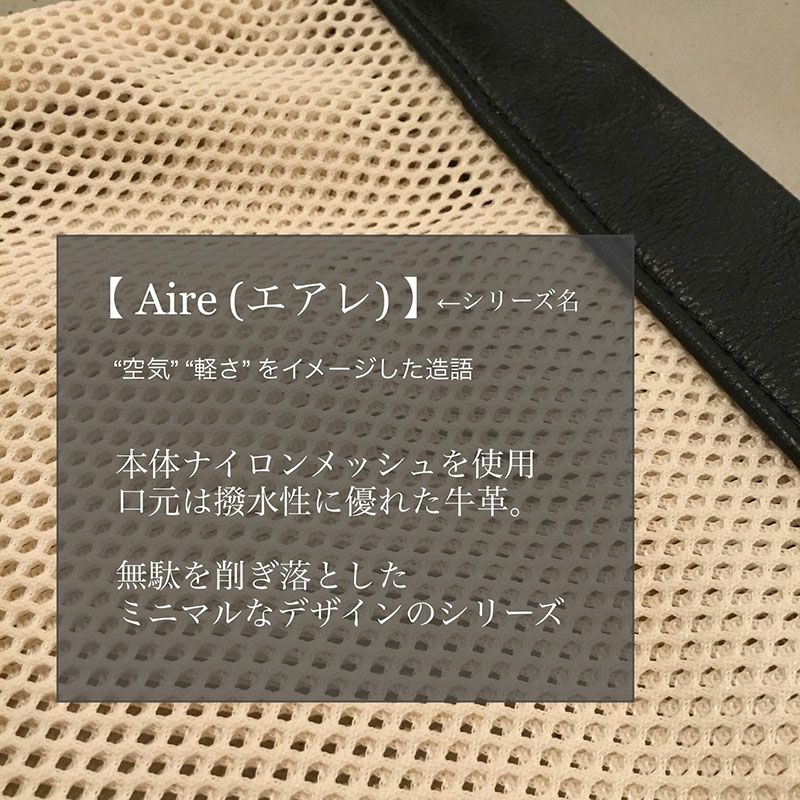 【 Aire (エアレ) 】←シリーズ名
“空気” “軽さ” をイメージした造語
本体ナイロンメッシュを使用
口元は撥水性に優れた牛革。
無駄を削ぎ落とした
ミニマルなデザインのシリーズ